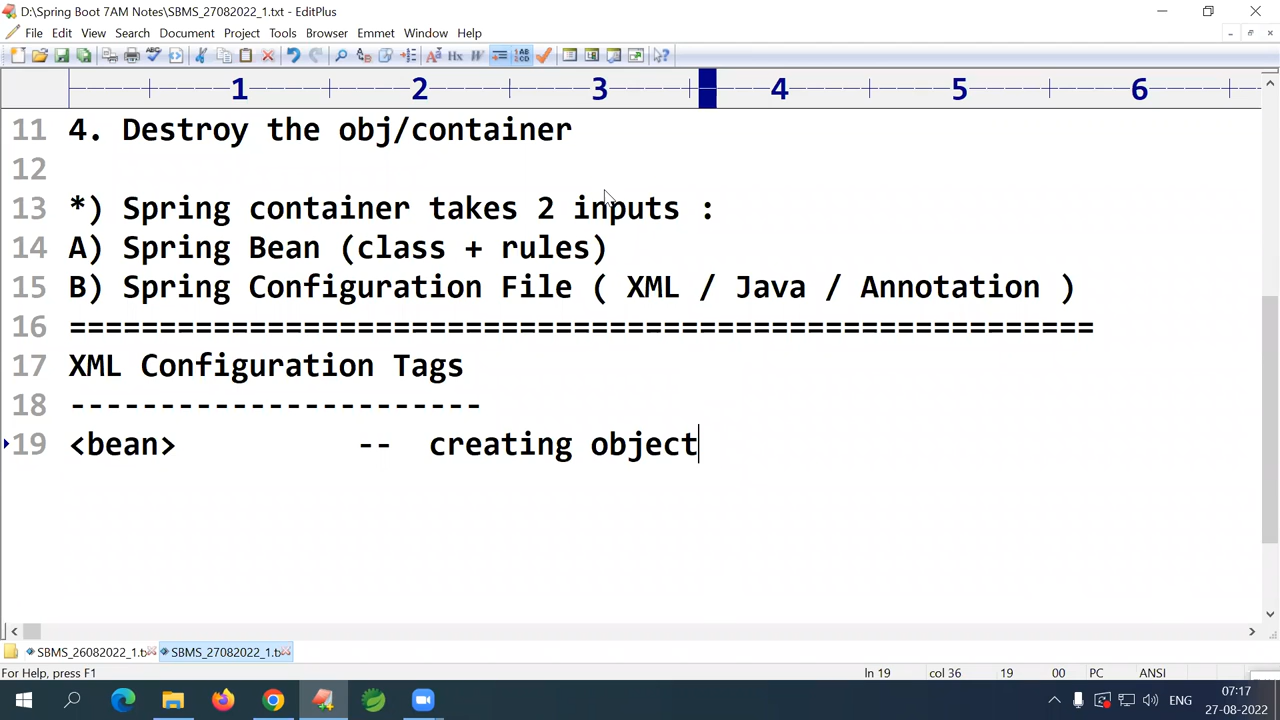 D:\Spring Boot 7AM Notes\SBMS_27082022_1.txt - EditPlus
File Edit View Search Document Project Tools Browser Emmet Window Help
1 2 3 4 5 6
11 4. Destroy the obj/container
12
13 *) Spring container takes 2 inputs :
14 A) Spring Bean (class + rules)
15 B) Spring Configuration File ( XML / Java / Annotation )
16 =========================================================
17 XML Configuration Tags
18 -----------------------
19 <bean> -- creating object
SBMS_26082022_1.t SBMS_27082022_1.t
For Help, press F1 ln 19 col 36 19 00 PC ANSI
ENG 07:17
27-08-2022